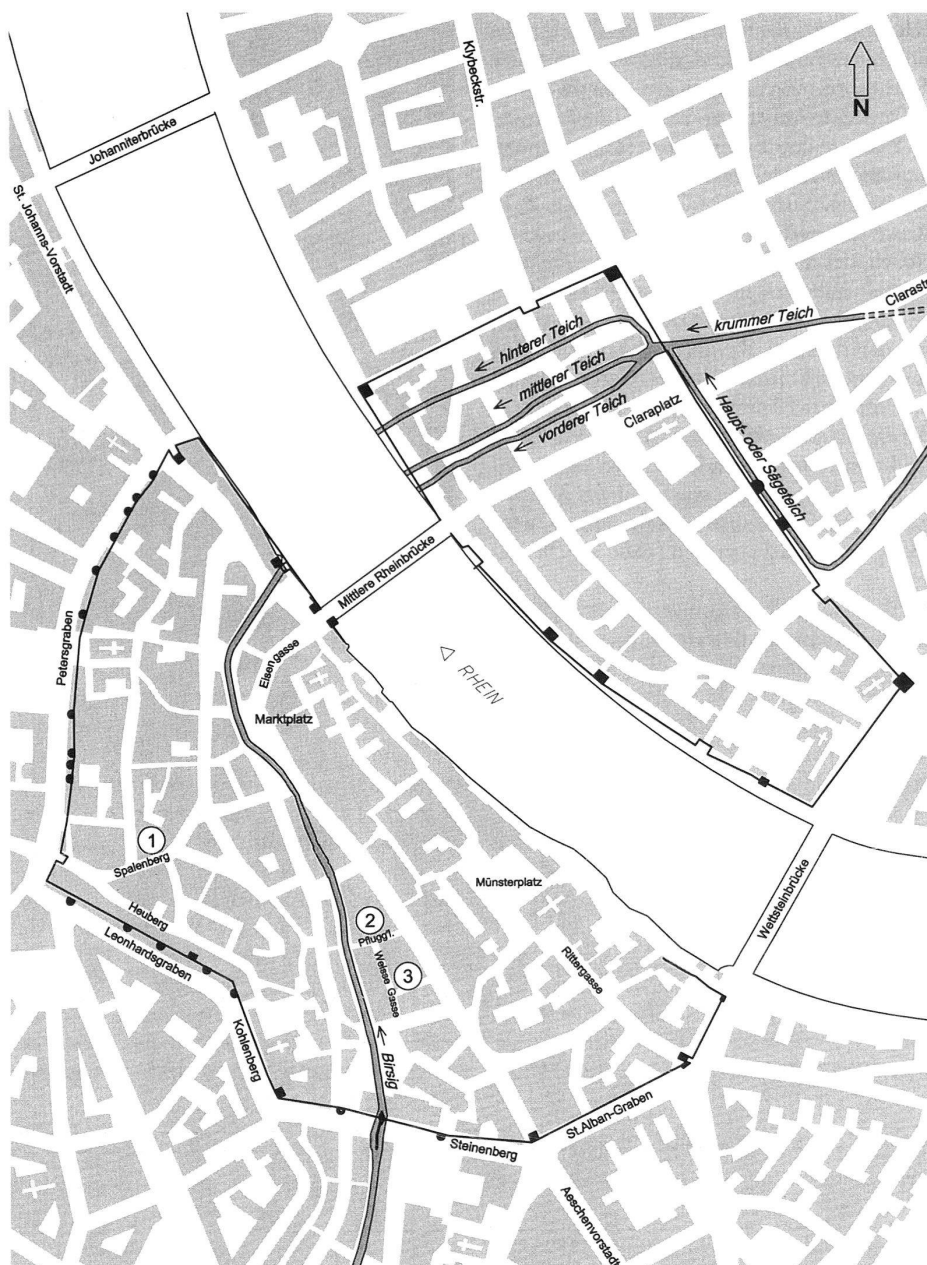 Klybeckstr.
N
Johanniterbrücke
St. Johanns-Vorstadt
Clarastr
← krummer Teich
← hinterer Teich
← mittlerer Teich
← vorderer Teich
Claraplatz
← Haupt- oder Sägeteich
Mittlere Rheinbrücke
Petersgraben
Eisengasse
RHEIN
Marktplatz
1
Spalenberg
Münsterplatz
Wettsteinbrücke
Heuberg
Leonhardsgraben
2
Pflugg'l.
Weisse Gasse
3
Rittergasse
Kohlenberg
← Birsig
St.Alban-Graben
Steinenberg
Aeschenvorstadt